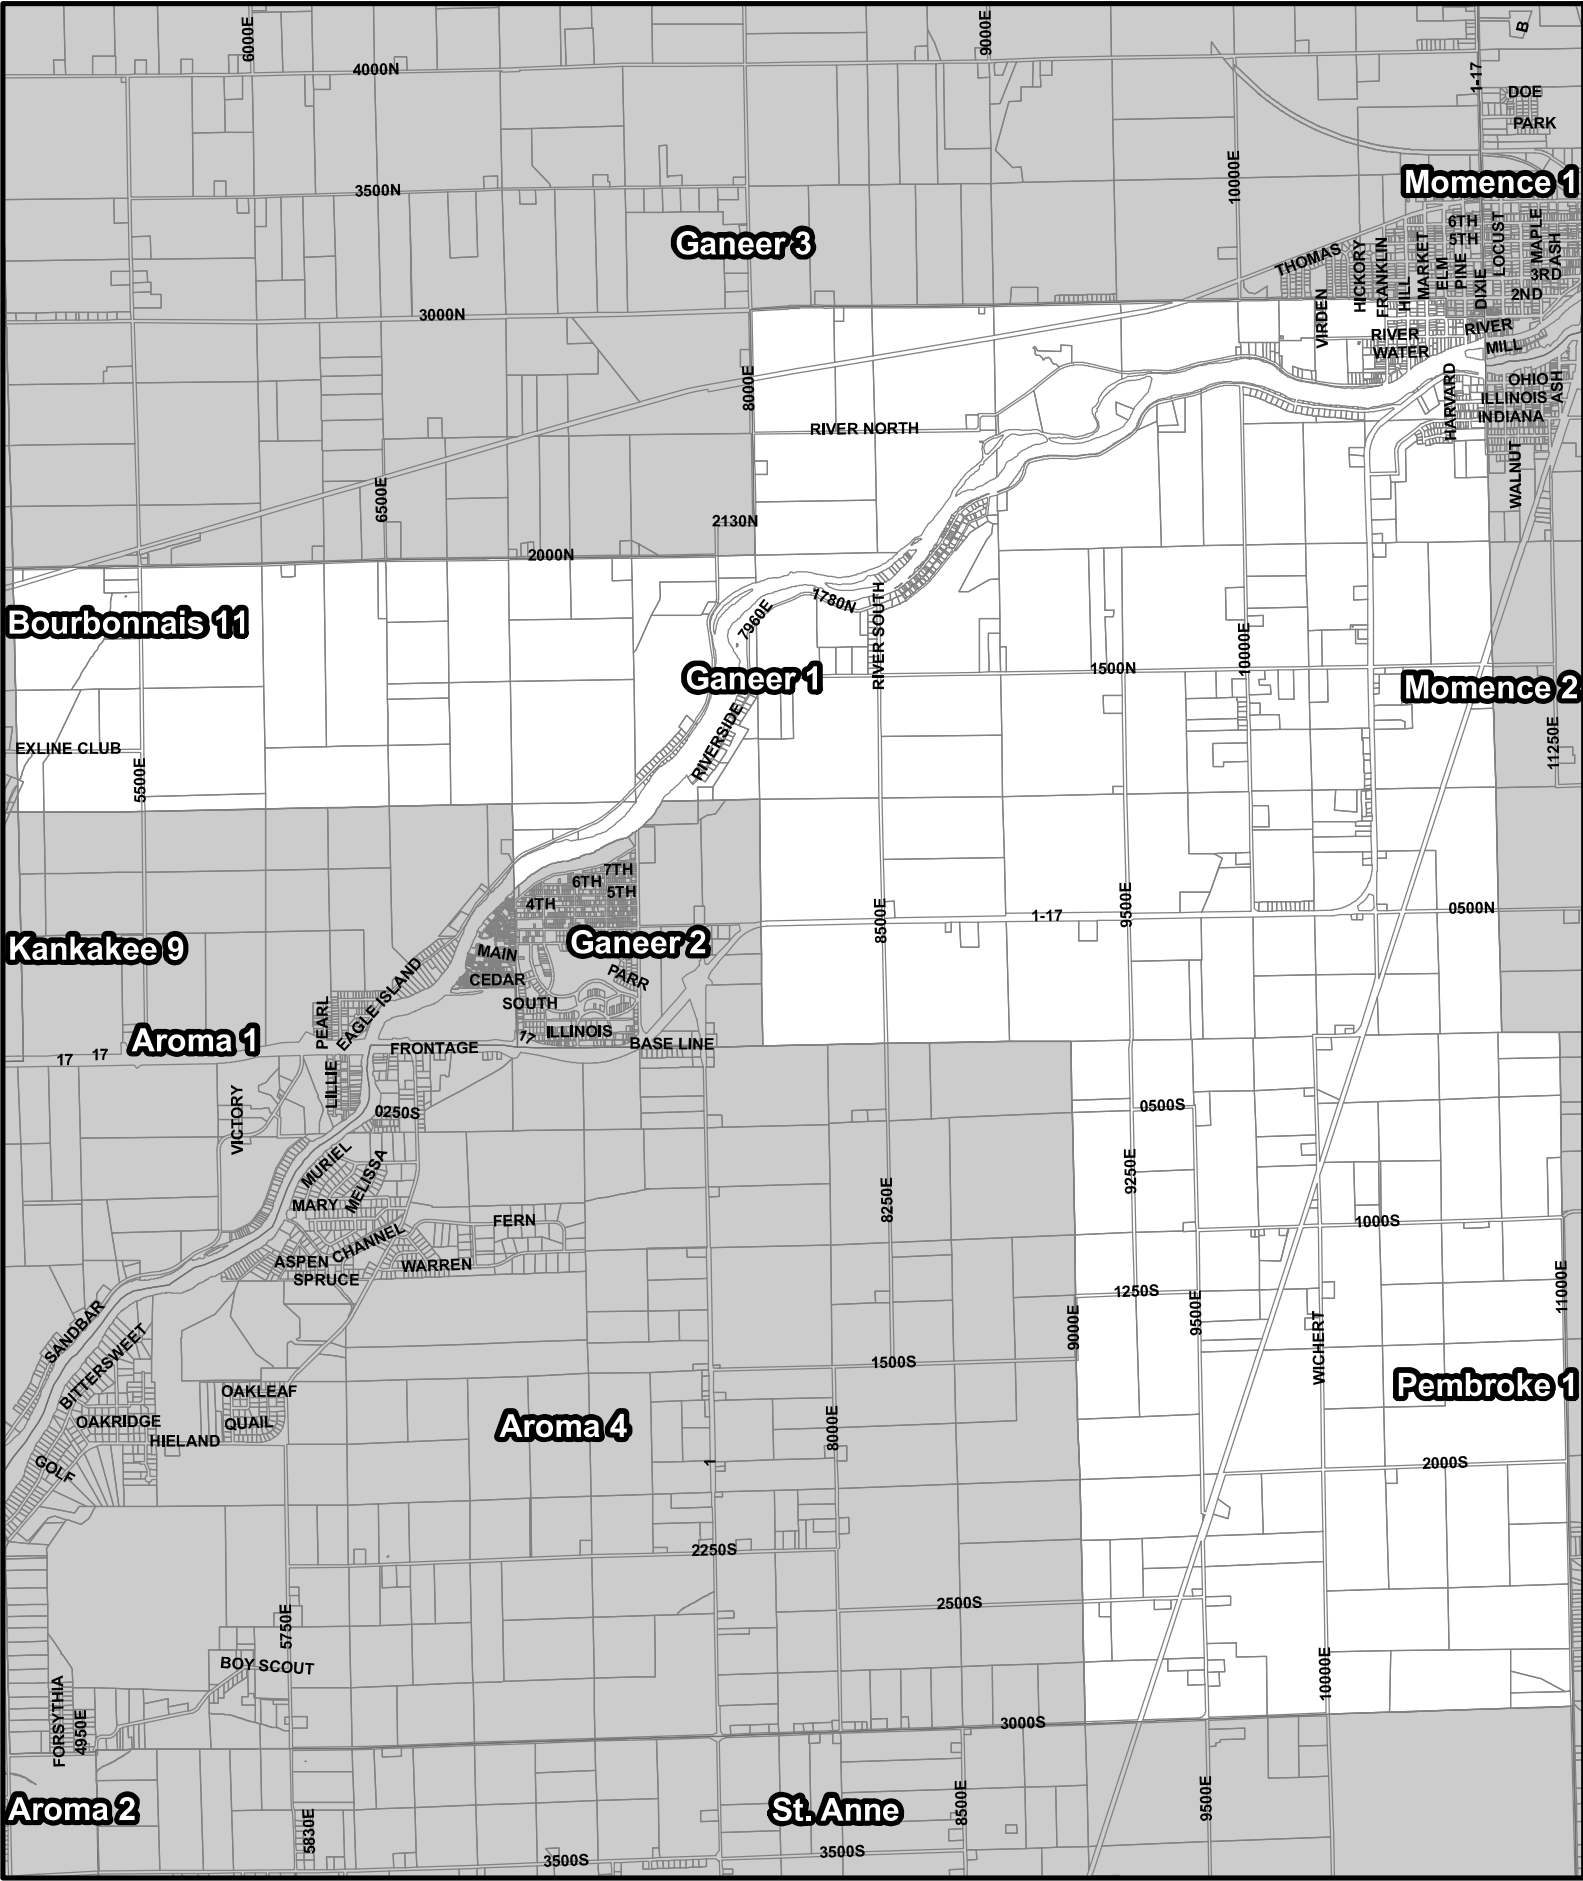 6000E
9000E
B
4000N
1-17
DOE
PARK
10000E
Momence 1
3500N
Ganeer 3
6TH
5TH
LOCUST
MAPLE
ASH
THOMAS
HICKORY
FRANKLIN
HILL
MARKET
ELM
PINE
DIXIE
3RD
2ND
3000N
VIRDEN
RIVER
RIVER
WATER
MILL
8000E
HARVARD
OHIO
ASH
ILLINOIS
INDIANA
RIVER NORTH
WALNUT
6500E
2130N
2000N
1780N
7960E
Bourbonnais 11
RIVER SOUTH
10000E
1500N
Ganeer 1
Momence 2
RIVERSIDE
11250E
EXLINE CLUB
5500E
7TH
6TH
5TH
4TH
8500E
9500E
1-17
0500N
Ganeer 2
Kankakee 9
MAIN
PARR
CEDAR
EAGLE ISLAND
SOUTH
PEARL
ILLINOIS
Aroma 1
17
BASE LINE
FRONTAGE
17
17
LILLIE
VICTORY
0250S
0500S
MURIEL
MELISSA
9250E
8250E
MARY
FERN
1000S
CHANNEL
ASPEN
WARREN
SPRUCE
1250S
11000E
9500E
9000E
SANDBAR
BITTERSWEET
WICHERT
1500S
Pembroke 1
OAKLEAF
OAKRIDGE
QUAIL
Aroma 4
8000E
HIELAND
GOLF
1
2000S
2250S
2500S
5750E
BOY SCOUT
10000E
FORSYTHIA
4950E
3000S
Aroma 2
St. Anne
8500E
9500E
5830E
3500S
3500S